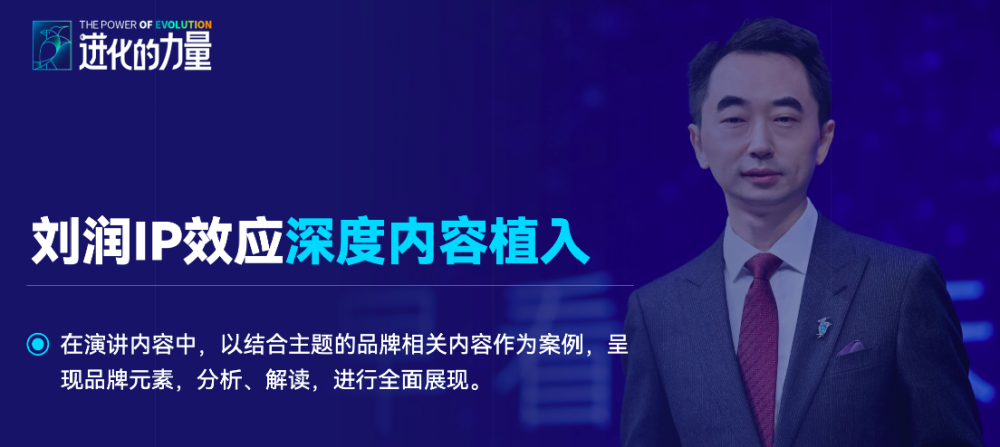 THE POWER OF EVOLUTION
进化的力量
刘润IP效应深度内容植入
在演讲内容中，以结合主题的品牌相关内容作为案例，呈
现品牌元素，分析、解读，进行全面展现。
看